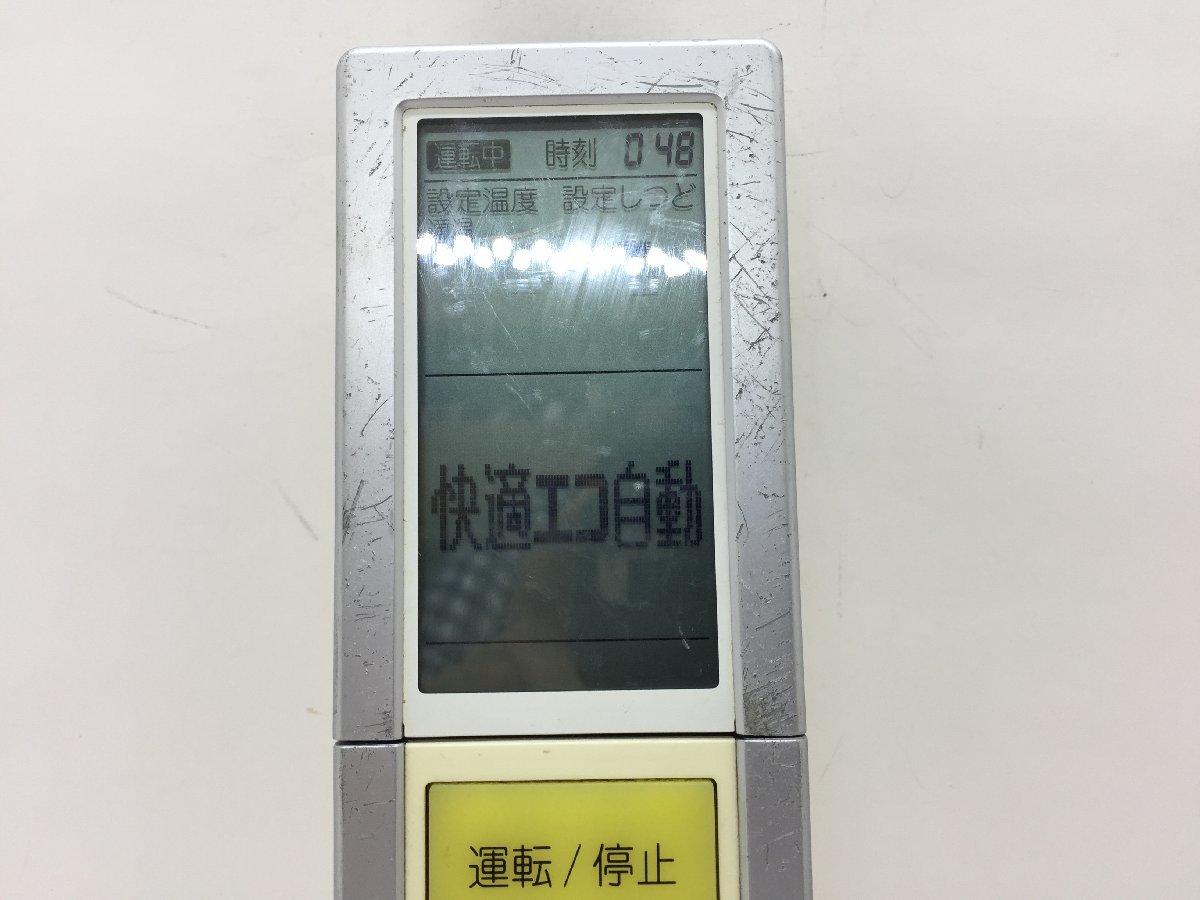 運転中 時刻 0 48
設定温度 設定しつど
快適エコ自動
運転/停止